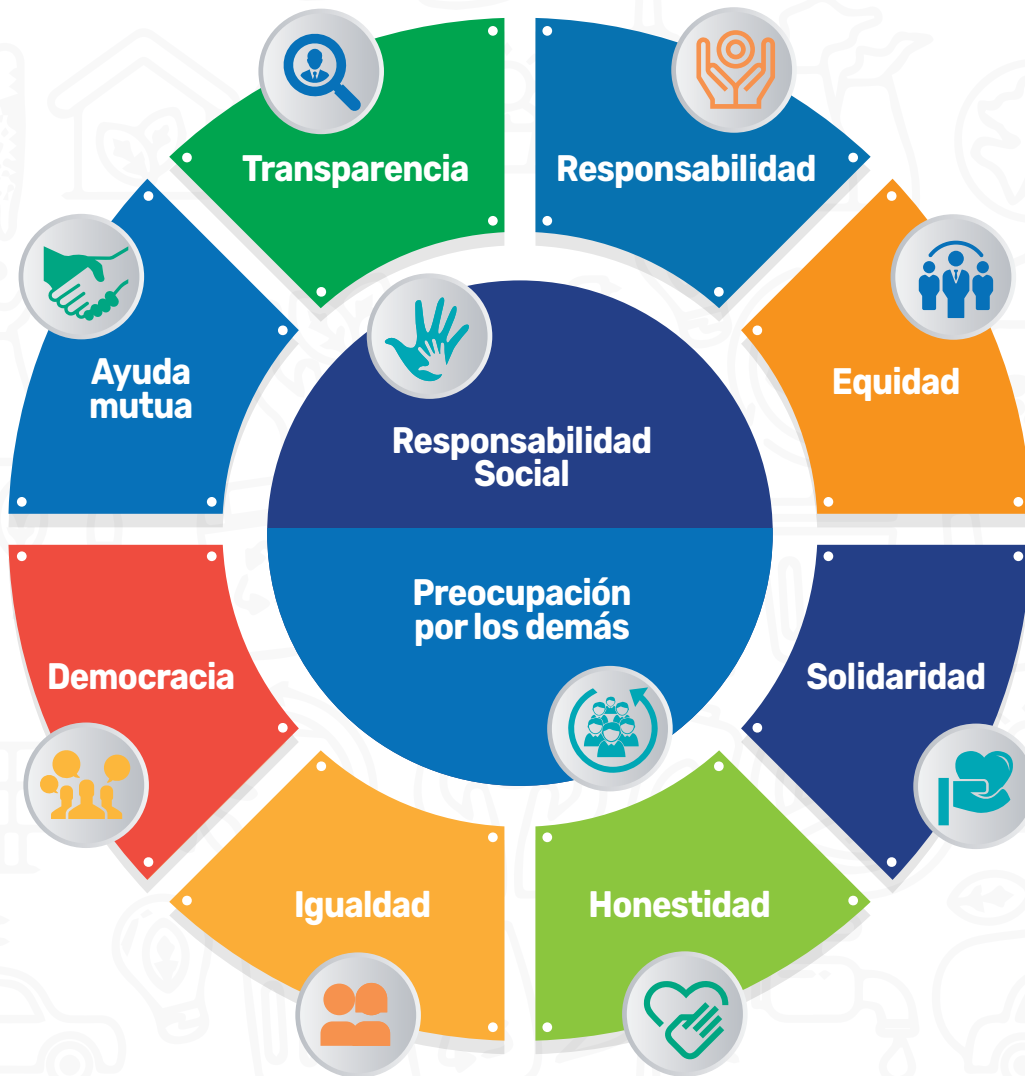 Transparencia
Responsabilidad
Ayuda
mutua
Equidad
Responsabilidad
Social
Preocupación
por los demás
Democracia
Solidaridad
Igualdad
Honestidad